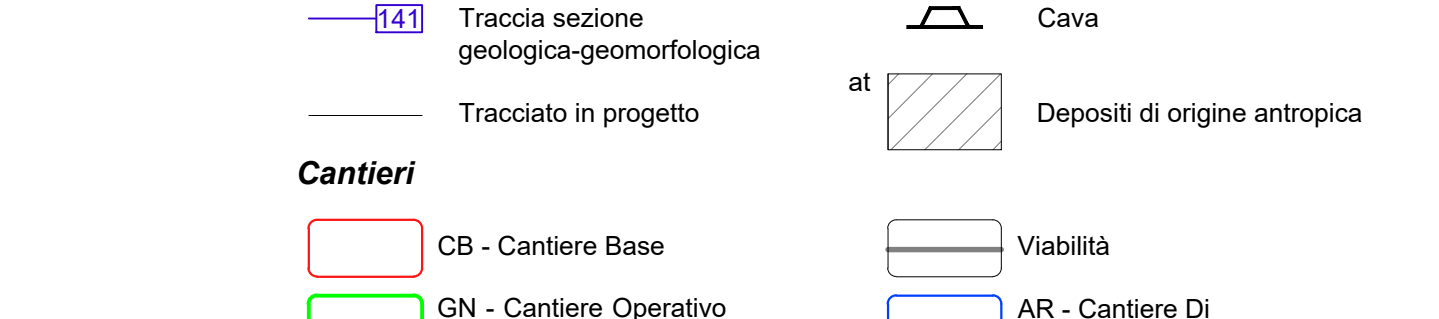 141 Traccia sezione
geologica-geomorfologica
Cava
at
Tracciato in progetto
Depositi di origine antropica
Cantieri
CB - Cantiere Base
Viabilità
GN - Cantiere Operativo
AR - Cantiere Di